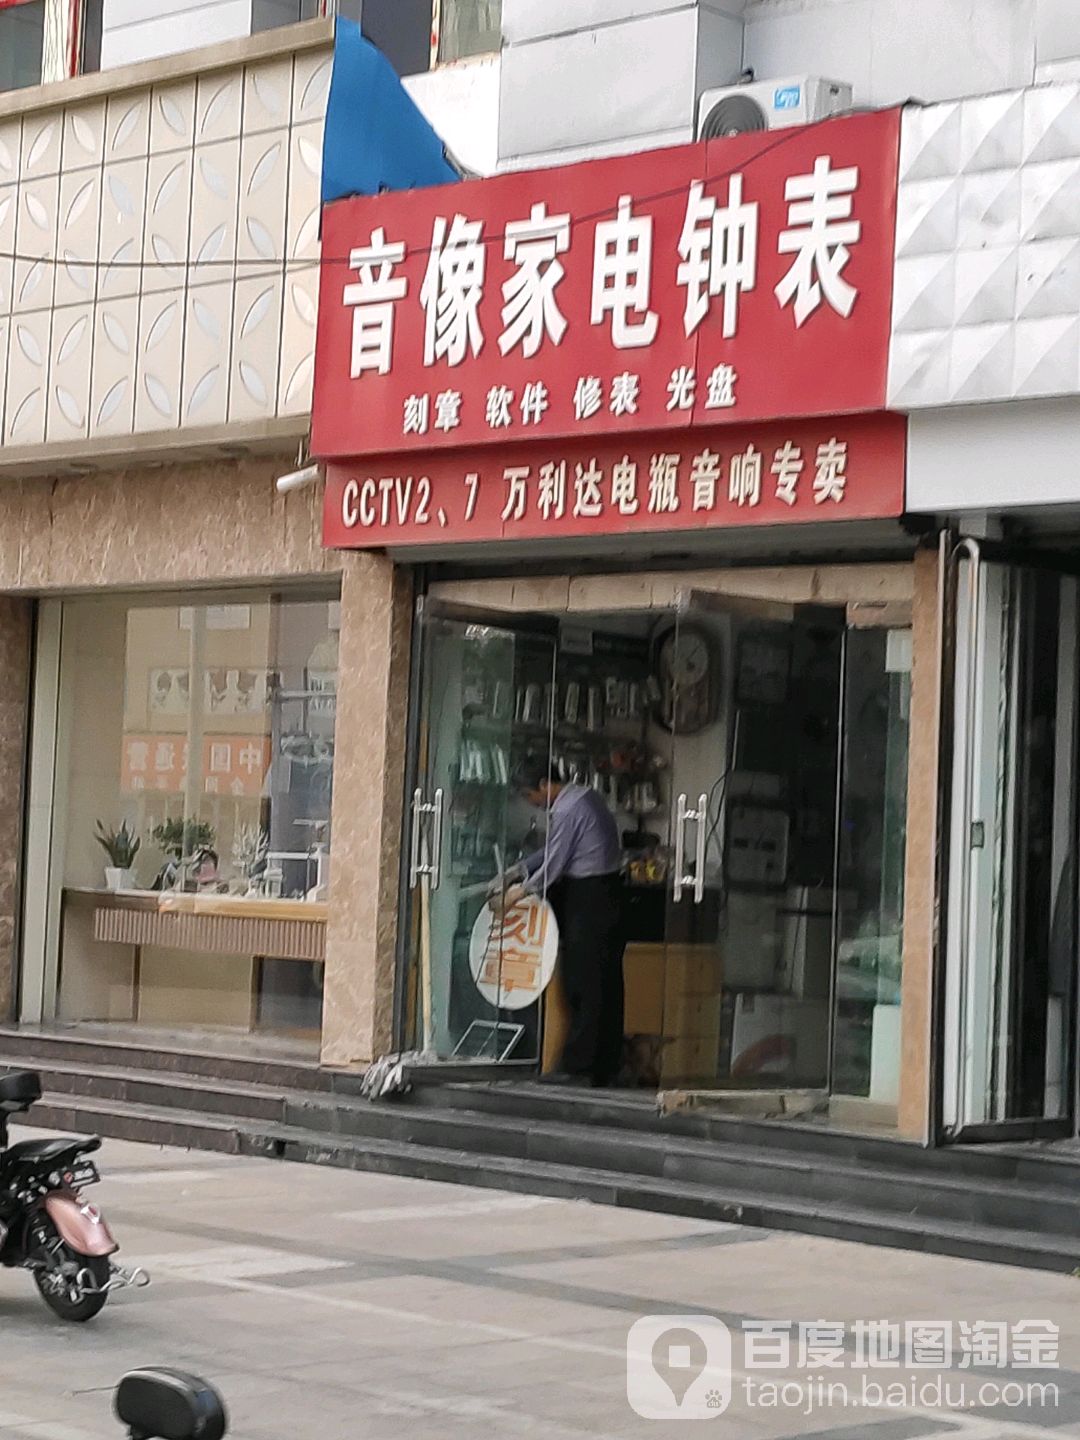 音像家电钟表
刻章 软件 修表 光盘
CCTV2、7 万利达电瓶音响专卖
刻章
百度地图淘金
taojin.baidu.com